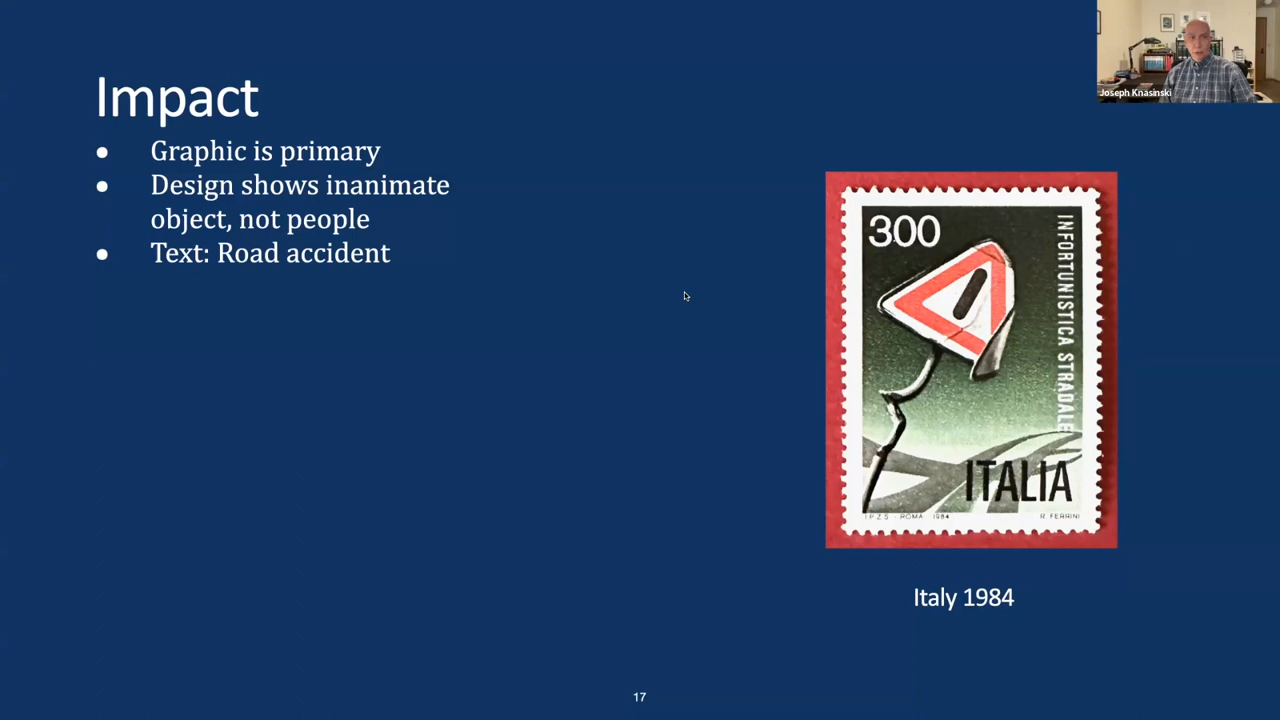 Joseph Knasinski
Impact
● Graphic is primary
● Design shows inanimate
object, not people
● Text: Road accident
300
INFORTUNISTICA STRADALE
ITALIA
I.P.Z.S. - ROMA 1984
R. FERRINI
Italy 1984
17